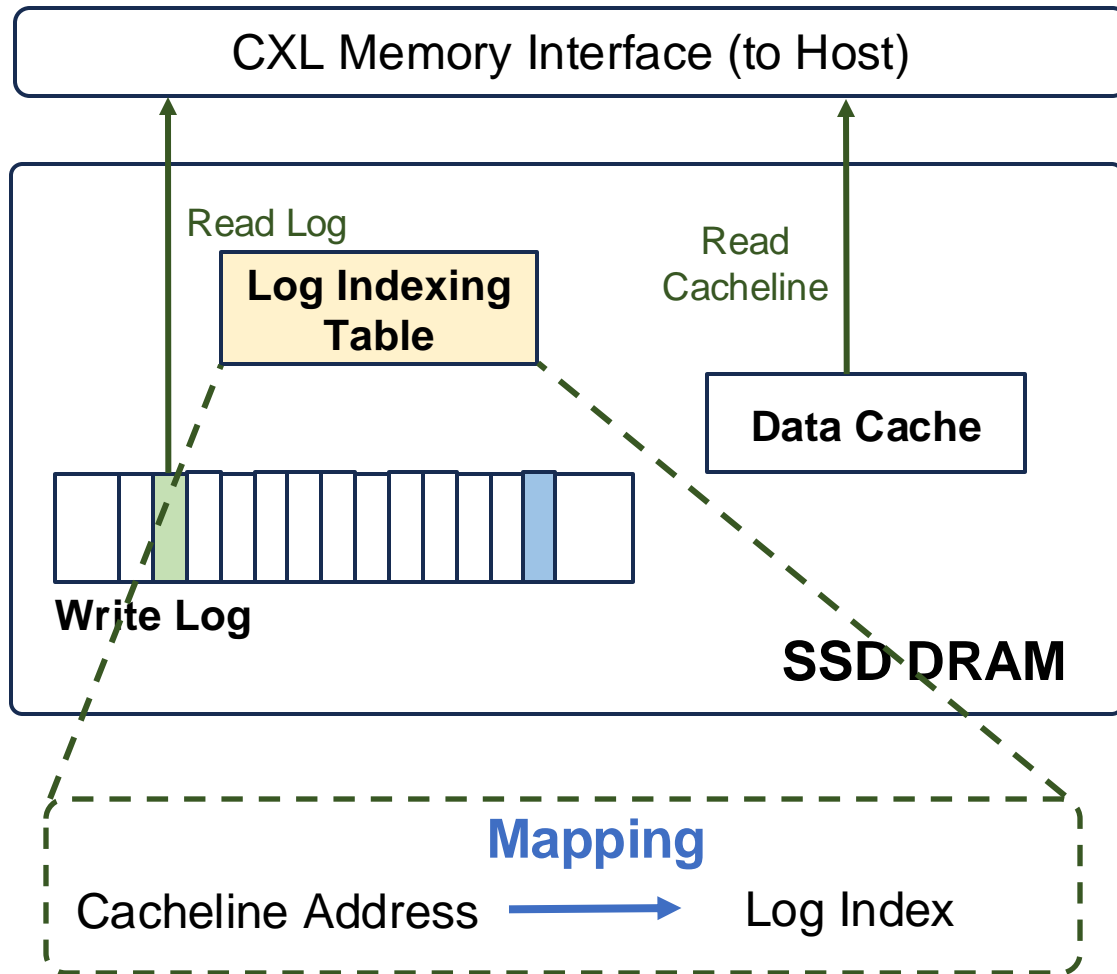 CXL Memory Interface (to Host)
Read Log
Read
Cacheline
Log Indexing
Table
Data Cache
Write Log
SSD DRAM
Mapping
Cacheline Address
Log Index